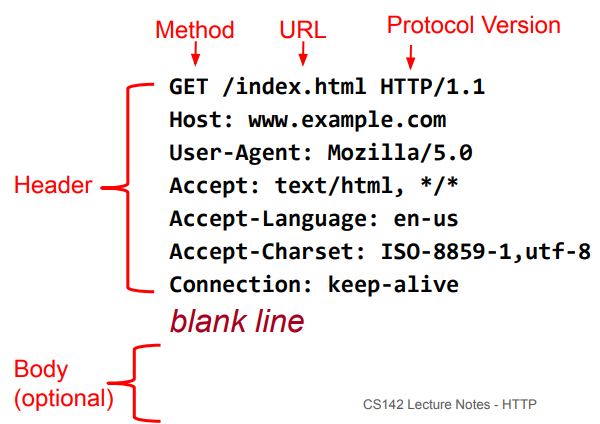 Method URL Protocol Version
GET /index.html HTTP/1.1
Host: www.example.com
User-Agent: Mozilla/5.0
Header
Accept: text/html, */*
Accept-Language: en-us
Accept-Charset: ISO-8859-1,utf-8
Connection: keep-alive
blank line
Body
(optional)
CS142 Lecture Notes - HTTP